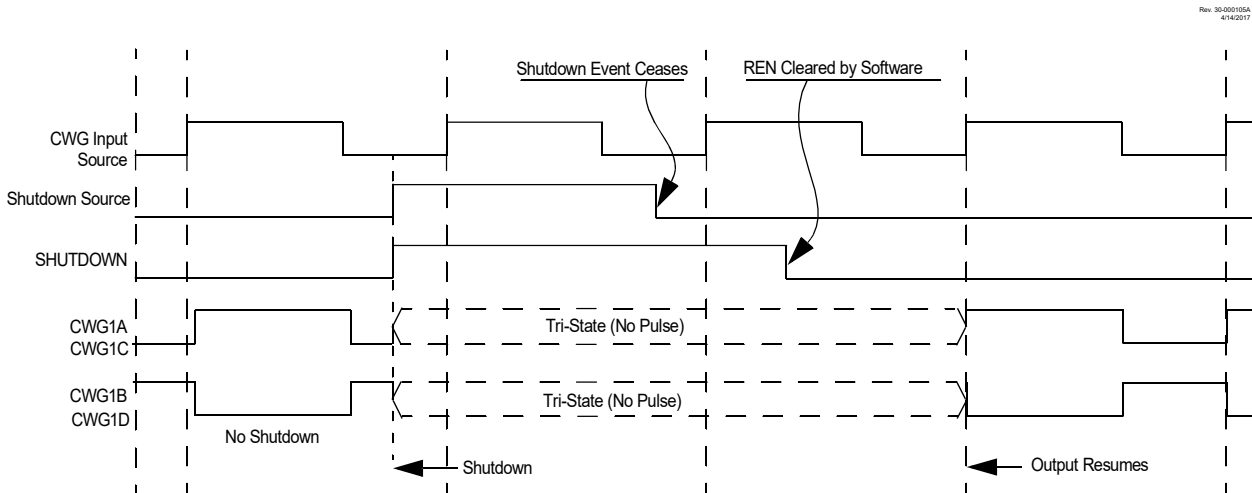 Rev. 30-000105A
4/14/2017
Shutdown Event Ceases
REN Cleared by Software
CWG Input
Source
Shutdown Source
SHUTDOWN
CWG1A
CWG1C
Tri-State (No Pulse)
CWG1B
CWG1D
Tri-State (No Pulse)
No Shutdown
Shutdown
Output Resumes